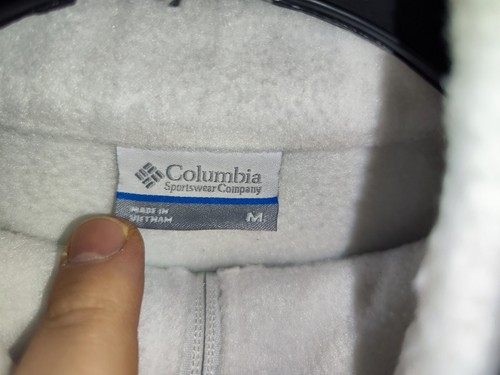 Columbia
Sportswear Company
MADE IN
VIETNAM
M